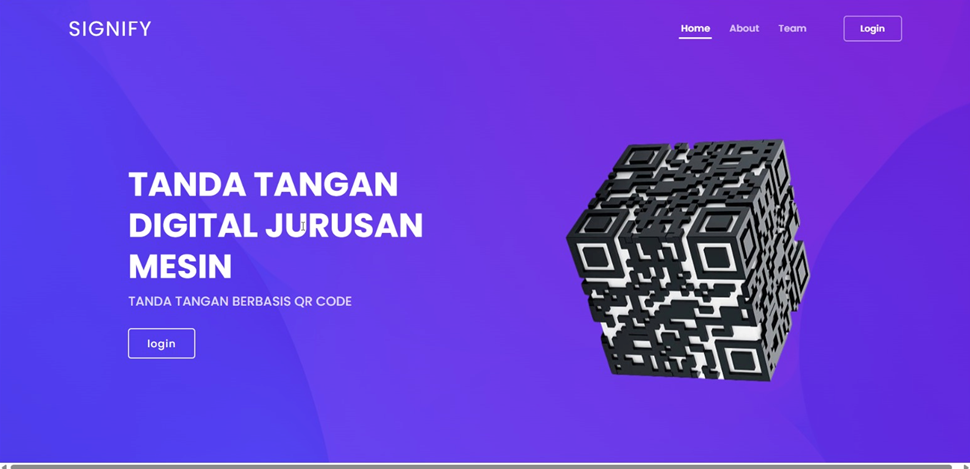 SIGNIFY
Home About Team Login
TANDA TANGAN
DIGITAL JURUSAN
MESIN
TANDA TANGAN BERBASIS QR CODE
login